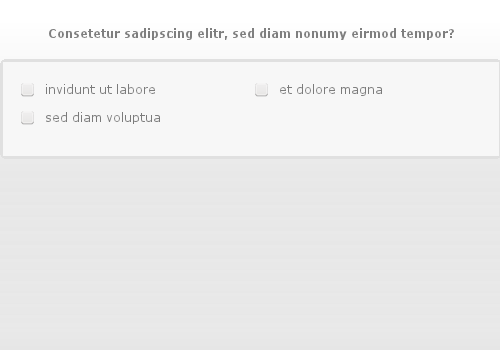 Consetetur sadipscing elitr, sed diam nonumy eirmod tempor?
invidunt ut labore
et dolore magna
sed diam voluptua